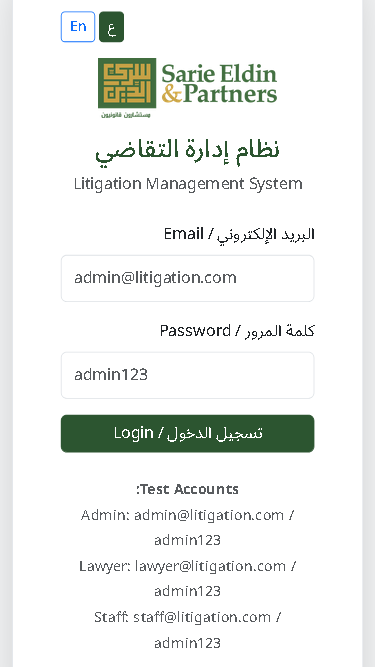 En
ع
سري الدين
Sarie Eldin
&Partners
مستشارون قانونيون
نظام إدارة التقاضي
Litigation Management System
البريد الإلكتروني / Email
admin@litigation.com
كلمة المرور / Password
admin123
تسجيل الدخول / Login
:Test Accounts
Admin: admin@litigation.com /
admin123
Lawyer: lawyer@litigation.com /
admin123
Staff: staff@litigation.com /
admin123